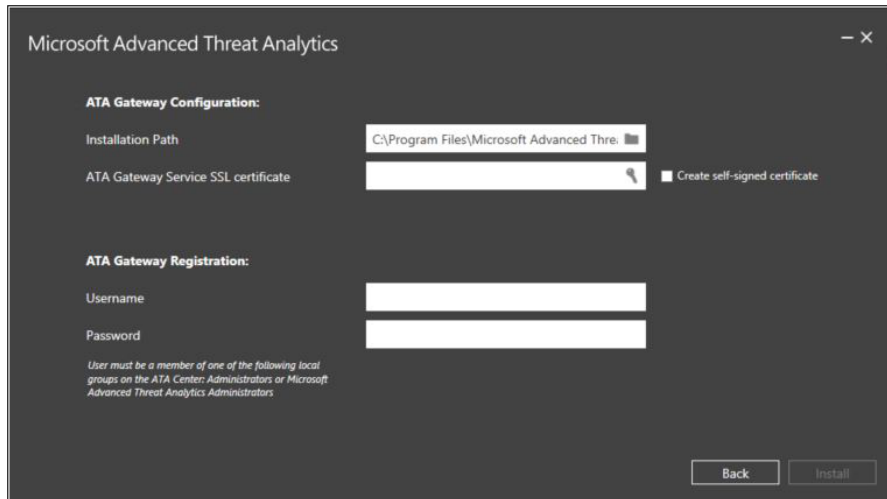 Microsoft Advanced Threat Analytics
ATA Gateway Configuration:
Installation Path
C:\Program Files\Microsoft Advanced Thre
ATA Gateway Service SSL certificate
Create self-signed certificate
ATA Gateway Registration:
Username
Password
User must be a member of one of the following local
groups on the ATA Center: Administrators or Microsoft
Advanced Threat Analytics Administrators
Back
Install